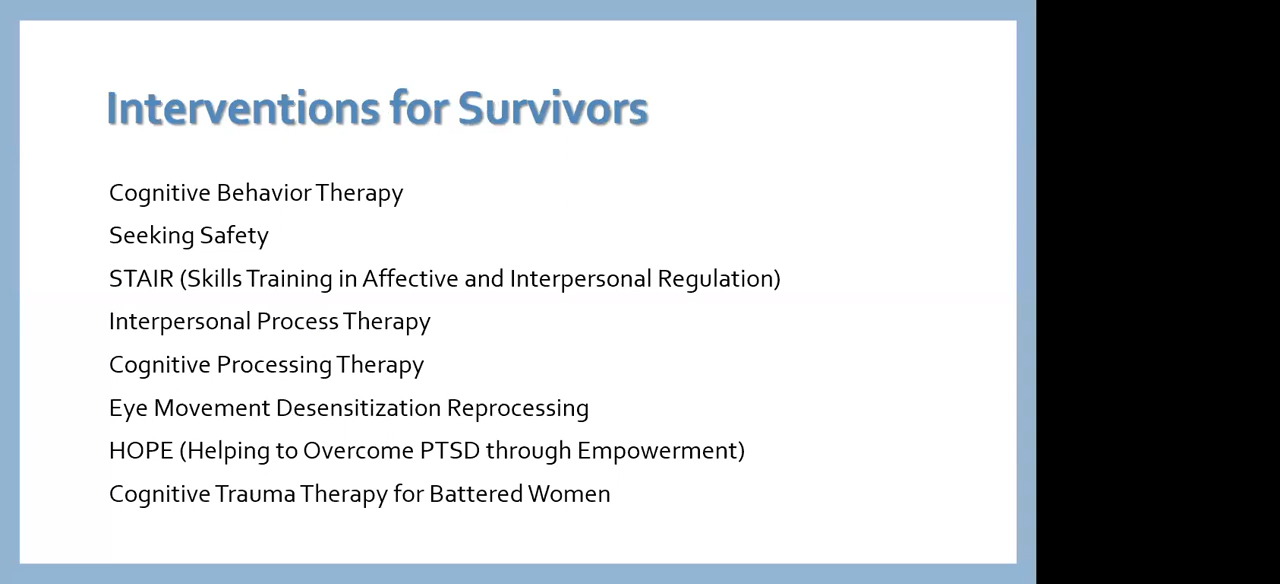 Interventions for Survivors
Cognitive Behavior Therapy
Seeking Safety
STAIR (Skills Training in Affective and Interpersonal Regulation)
Interpersonal Process Therapy
Cognitive Processing Therapy
Eye Movement Desensitization Reprocessing
HOPE (Helping to Overcome PTSD through Empowerment)
Cognitive Trauma Therapy for Battered Women